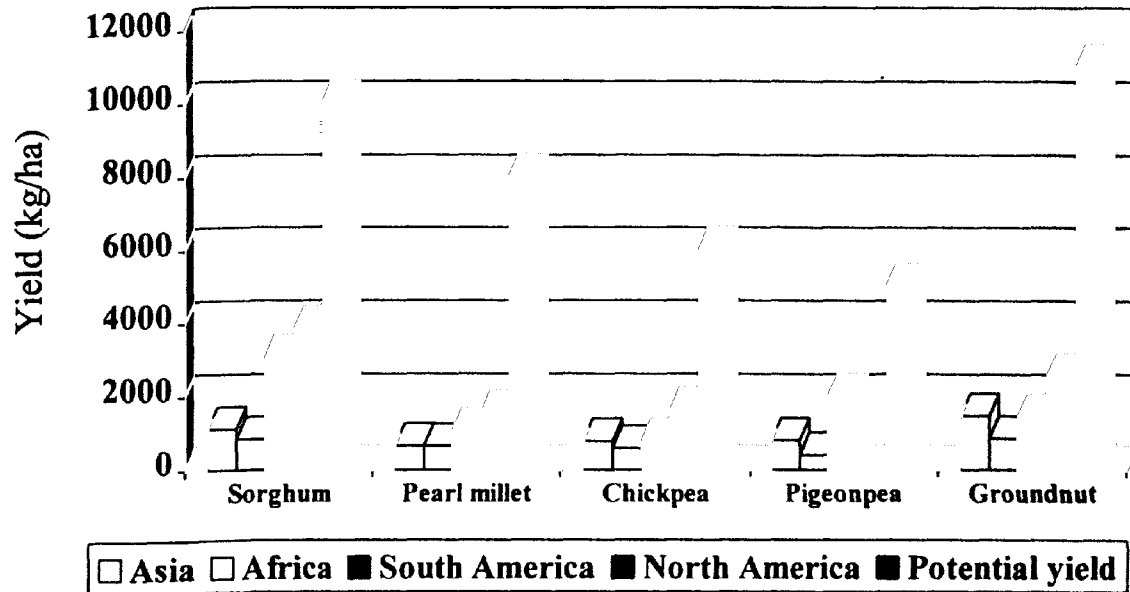 Yield (kg/ha)
12000
10000
8000
6000
4000
2000
0
Sorghum Pearl millet Chickpea Pigeonpea Groundnut
Asia Africa South America North America Potential yield